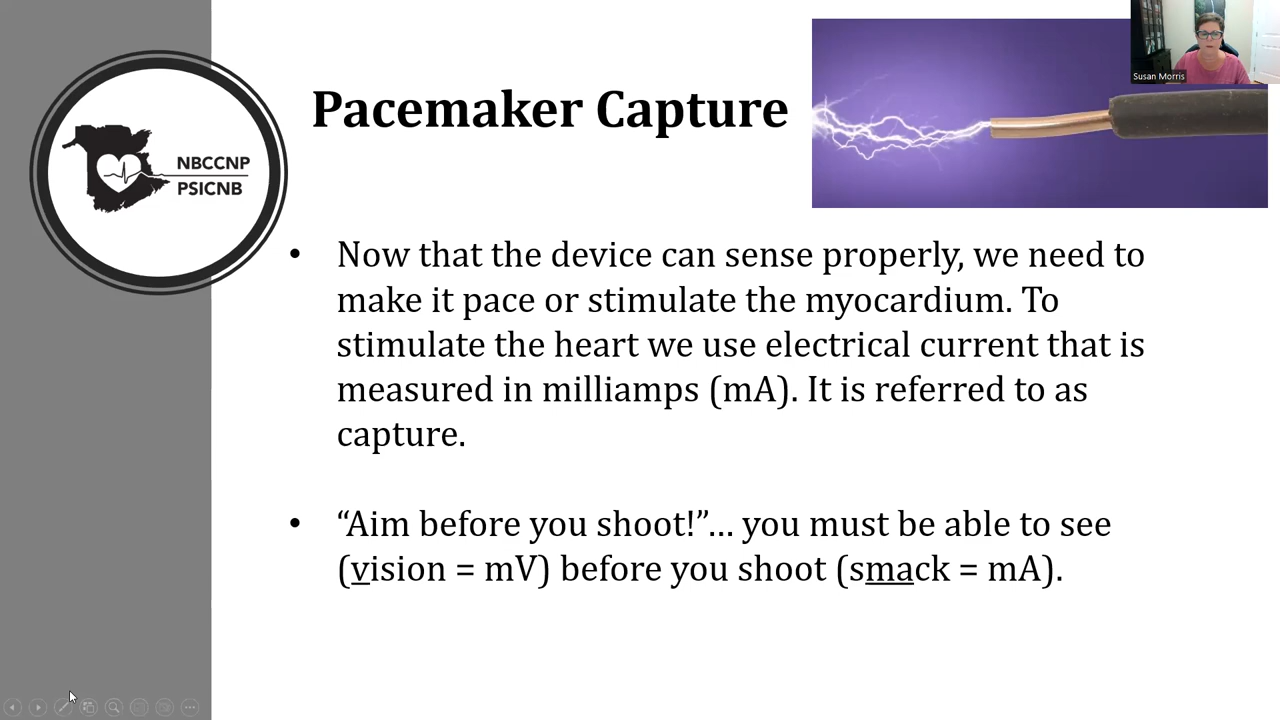 Pacemaker Capture
Susan Morris
NBCCNP
PSICNB
• Now that the device can sense properly, we need to
make it pace or stimulate the myocardium. To
stimulate the heart we use electrical current that is
measured in milliamps (mA). It is referred to as
capture.
• “Aim before you shoot!”… you must be able to see
(vision = mV) before you shoot (smack = mA).